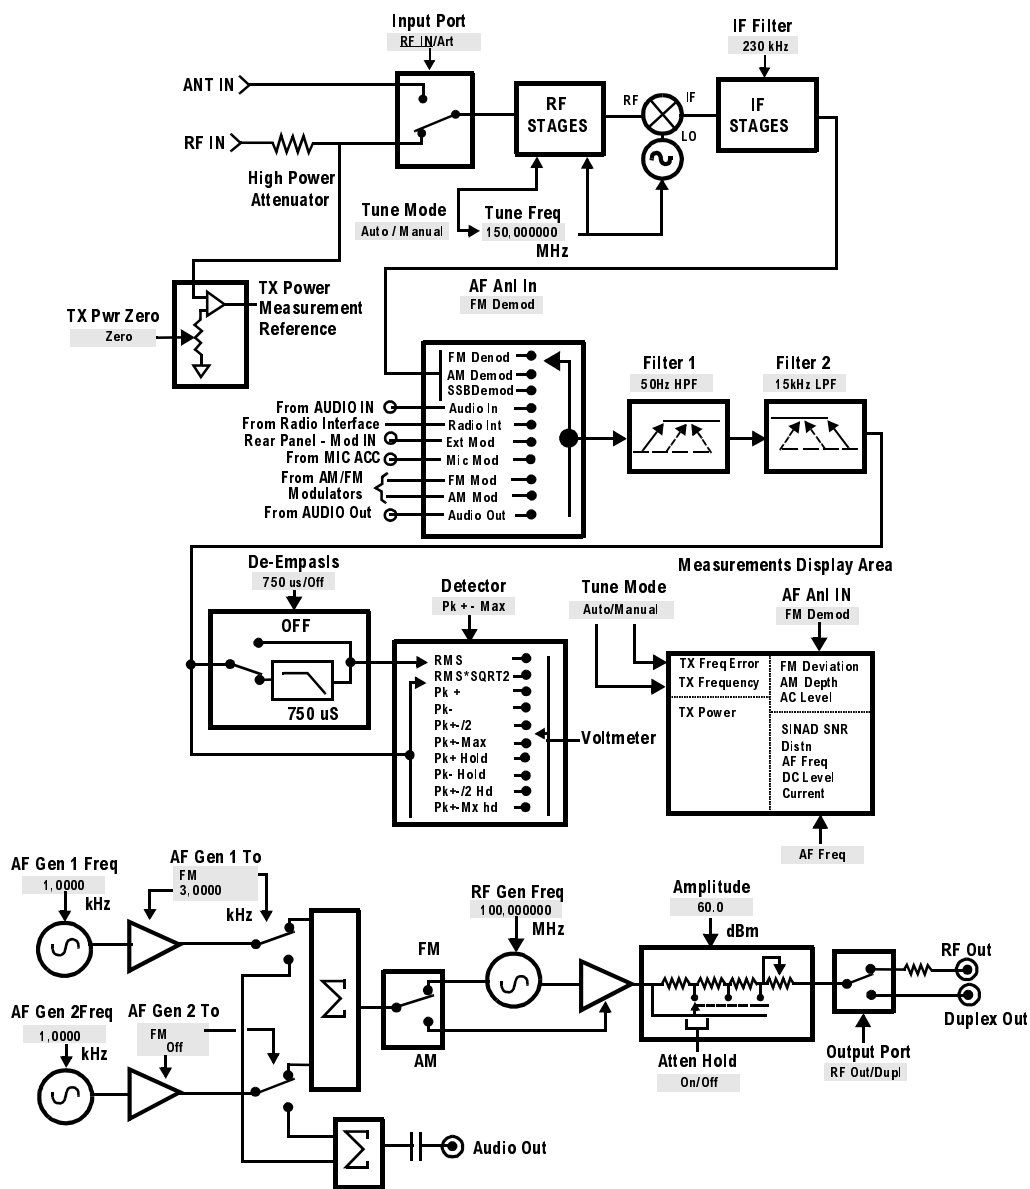 Input Port
RF IN/Art
IF Filter
230 kHz
ANT IN
RF IN
High Power
Attenuator
RF
STAGES
RF
IF
LO
IF
STAGES
Tune Mode
Auto / Manual
Tune Freq
150,000000
MHz
TX Pwr Zero
Zero
TX Power
Measurement
Reference
AF Anl In
FM Demod
FM Denod
AM Demod
SSBDemod
From AUDIO IN
Audio In
From Radio Interface
Radio Int
Rear Panel - Mod IN
Ext Mod
From MIC ACC
Mic Mod
From AM/FM
Modulators
FM Mod
AM Mod
From AUDIO Out
Audio Out
Filter 1
50Hz HPF
Filter 2
15kHz LPF
De-Empasls
750 us/Off
OFF
750 uS
Detector
Pk + - Max
RMS
RMS*SQRT2
Pk +
Pk-
Pk+-/2
Pk+-Max
Pk+ Hold
Pk- Hold
Pk+-/2 Hd
Pk+-Mx hd
Voltmeter
Measurements Display Area
Tune Mode
Auto/Manual
AF Anl IN
FM Demod
TX Freq Error
TX Frequency
TX Power
FM Deviation
AM Depth
AC Level
SINAD SNR
Distn
AF Freq
DC Level
Current
AF Freq
AF Gen 1 Freq
1,0000
kHz
AF Gen 1 To
FM
3,0000
kHz
AF Gen 2Freq
1,0000
kHz
AF Gen 2 To
FM
Off
Σ
Σ
Audio Out
FM
AM
RF Gen Freq
100,000000
MHz
Amplitude
60.0
dBm
Atten Hold
On/Off
Output Port
RF Out/Dupl
RF Out
Duplex Out